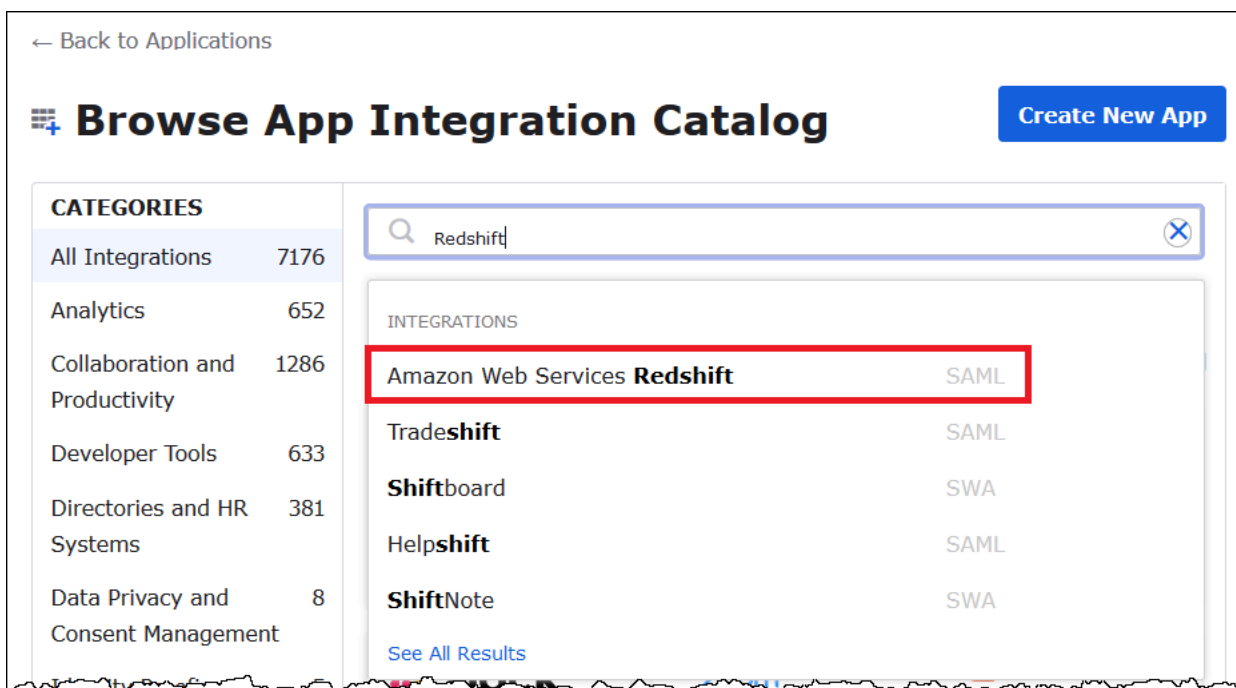 ← Back to Applications
Browse App Integration Catalog
Create New App
CATEGORIES
All Integrations 7176
Analytics 652
Collaboration and 1286
Productivity
Developer Tools 633
Directories and HR 381
Systems
Data Privacy and 8
Consent Management
Redshift
INTEGRATIONS
Amazon Web Services Redshift SAML
Tradeshift SAML
Shiftboard SWA
Helpshift SAML
ShiftNote SWA
See All Results